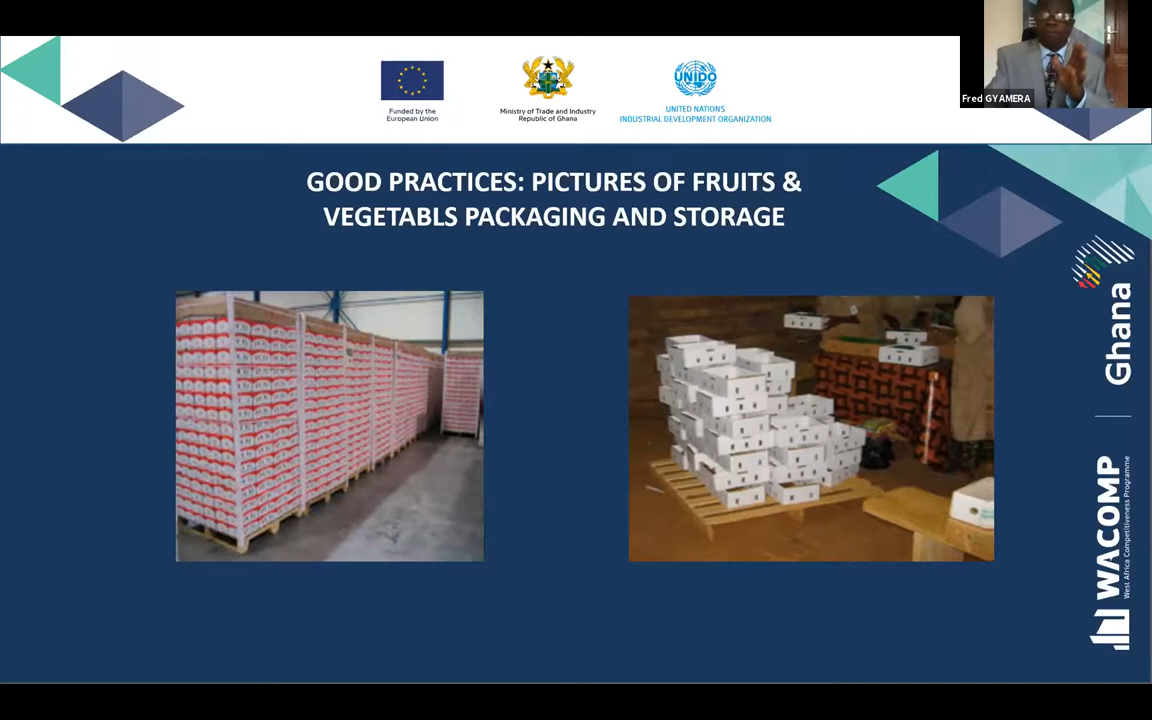 Fred GYAMERA
Funded by the
European Union
Ministry of Trade and Industry
Republic of Ghana
UNIDO
UNITED NATIONS
INDUSTRIAL DEVELOPMENT ORGANIZATION
GOOD PRACTICES: PICTURES OF FRUITS &
VEGETABLS PACKAGING AND STORAGE
Ghana
WACOMP
West Africa Competitiveness Programme